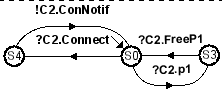 !C2.ConNotif
?C2.Connect ?C2.FreeP1
S4 S0 S3
?C2.p1